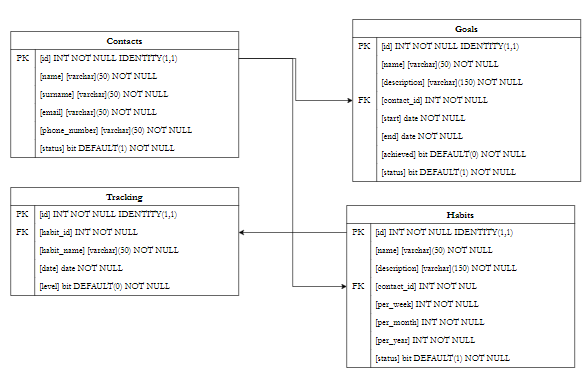 Contacts
PK [id] INT NOT NULL IDENTITY(1,1)
[name] [varchar](50) NOT NULL
[surname] [varchar](50) NOT NULL
[email] [varchar](50) NOT NULL
[phone_number] [varchar](50) NOT NULL
[status] bit DEFAULT(1) NOT NULL
Goals
PK [id] INT NOT NULL IDENTITY(1,1)
[name] [varchar](50) NOT NULL
[description] [varchar](150) NOT NULL
FK [contact_id] INT NOT NULL
[start] date NOT NULL
[end] date NOT NULL
[achieved] bit DEFAULT(0) NOT NULL
[status] bit DEFAULT(1) NOT NULL
Tracking
PK [id] INT NOT NULL IDENTITY(1,1)
FK [habit_id] INT NOT NULL
[habit_name] [varchar](50) NOT NULL
[date] date NOT NULL
[level] bit DEFAULT(0) NOT NULL
Habits
PK [id] INT NOT NULL IDENTITY(1,1)
[name] [varchar](50) NOT NULL
[description] [varchar](150) NOT NULL
FK [contact_id] INT NOT NUL
[per_week] INT NOT NULL
[per_month] INT NOT NULL
[per_year] INT NOT NULL
[status] bit DEFAULT(1) NOT NULL